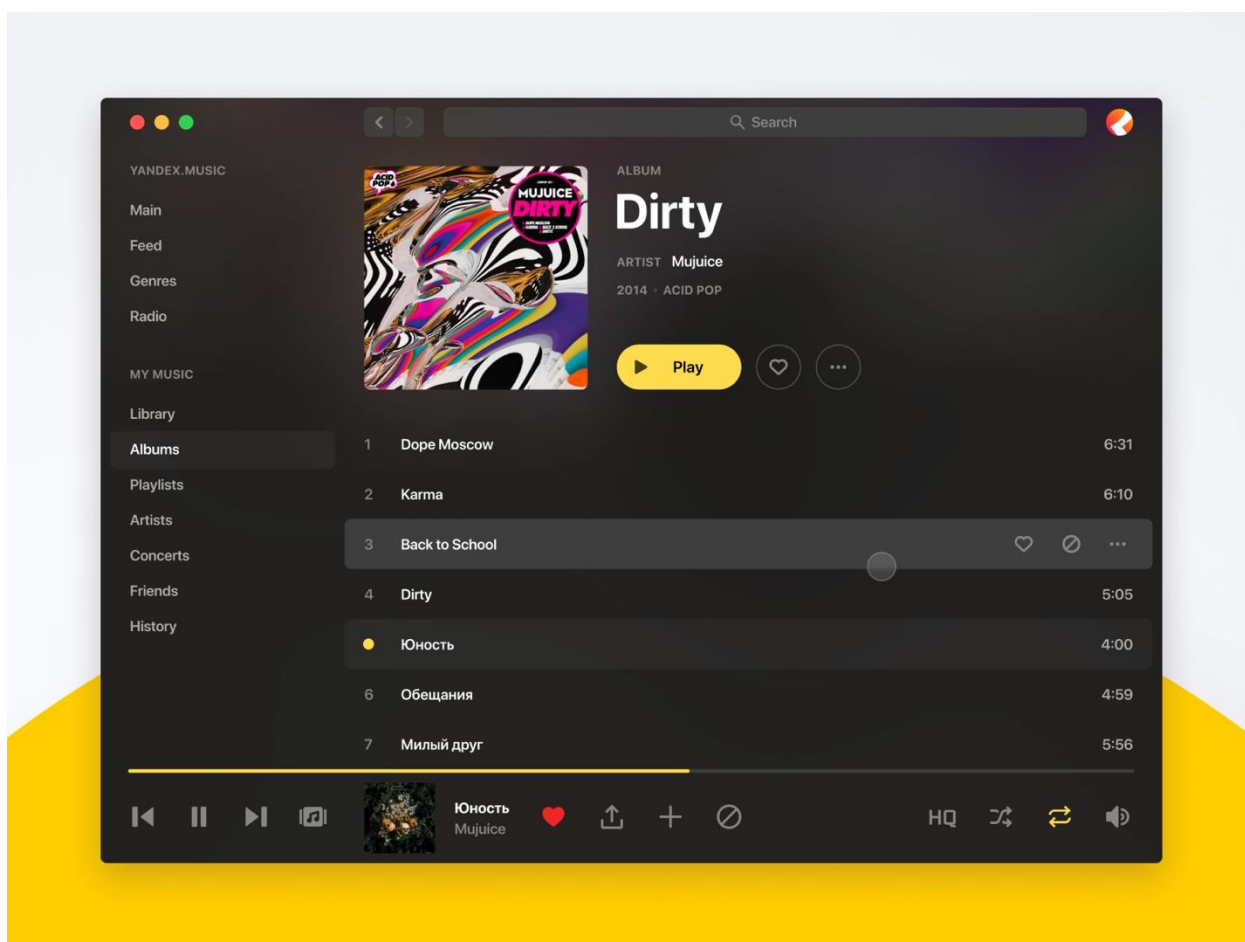 Search
YANDEX.MUSIC
Main
Feed
Genres
Radio
MY MUSIC
Library
Albums
Playlists
Artists
Concerts
Friends
History
ACID
POP
MUJUICE
DIRTY
ALBUM
Dirty
ARTIST Mujuice
2014 • ACID POP
Play
1 Dope Moscow 6:31
2 Karma 6:10
3 Back to School
4 Dirty 5:05
Юность 4:00
6 Обещания 4:59
7 Милый друг 5:56
Юность
Mujuice
HQ